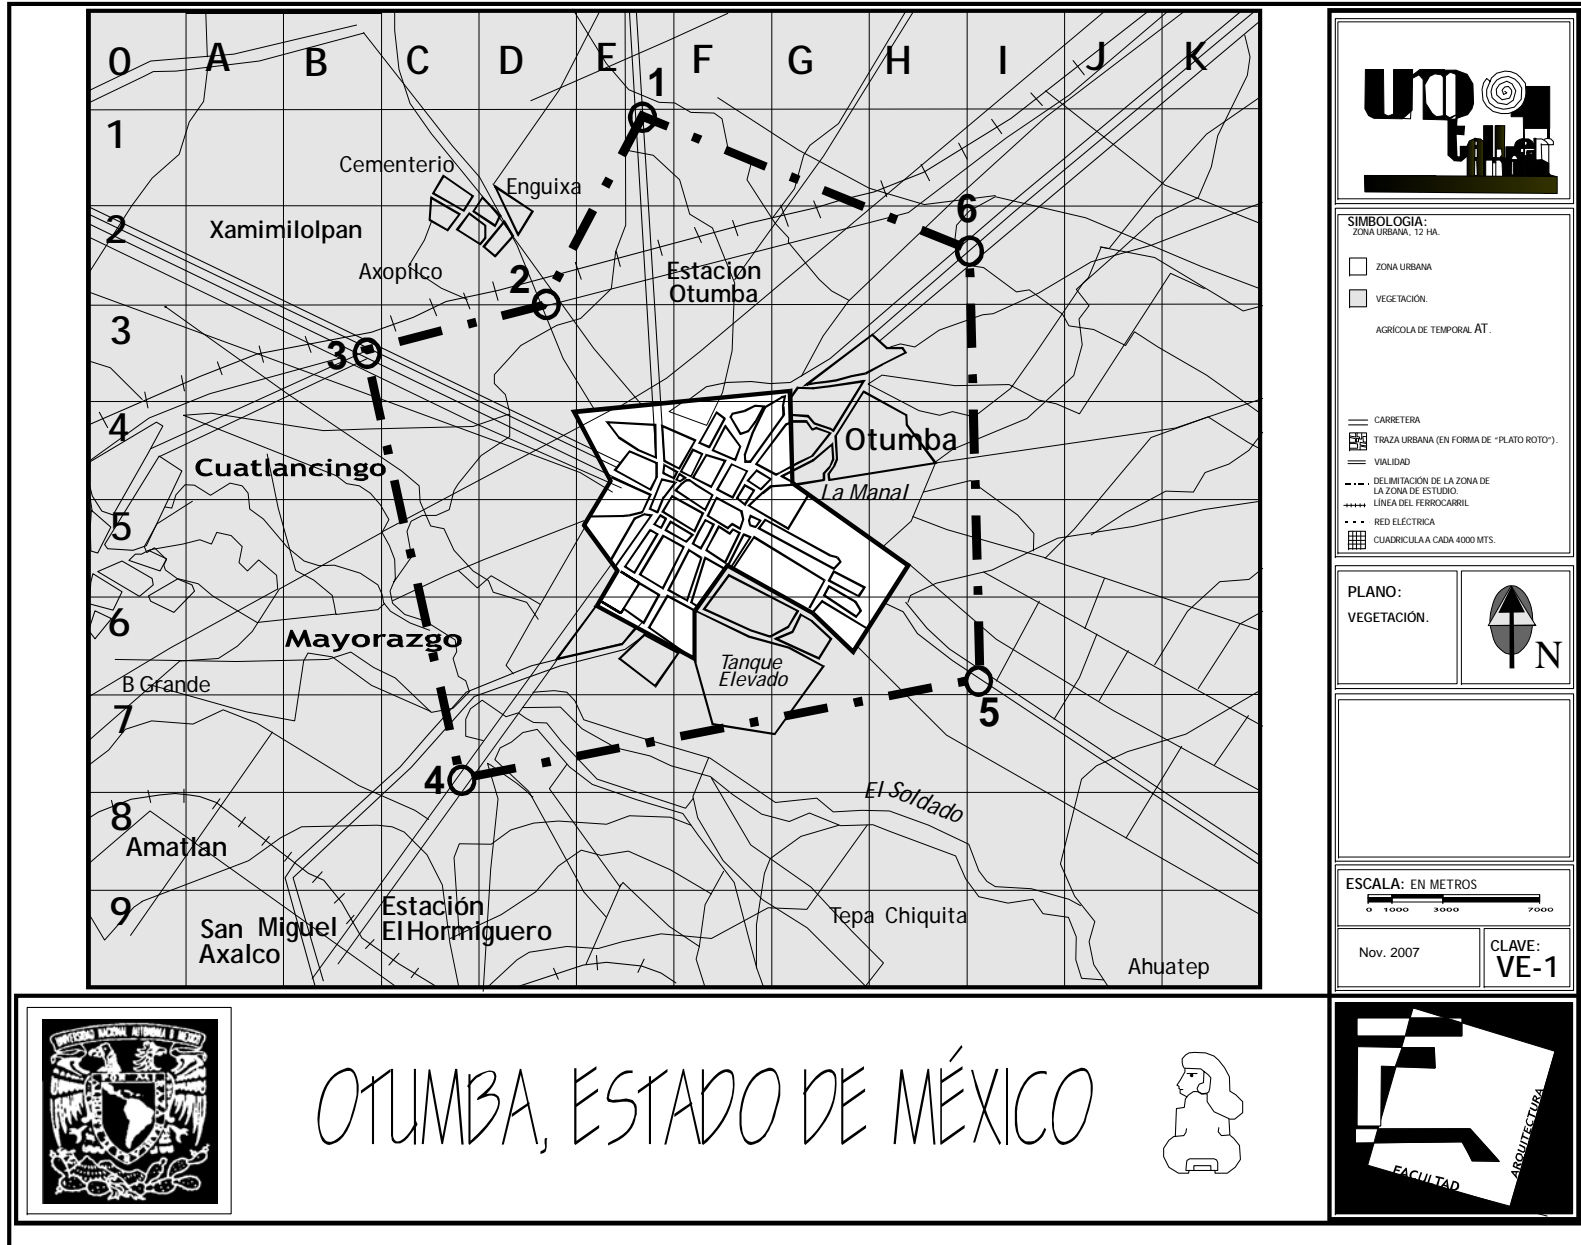 0 A B C D E F G H I J K
1
1
Cementerio
Enguixa
2
Xamimilolpan
6
Axopilco
2
Estación
Otumba
3
3
4
Otumba
Cuatlancingo
La Manal
5
6
Mayorazgo
Tanque
Elevado
B Grande
7
5
4
El Soldado
8
Amatlan
9
Estación
El Hormiguero
San Miguel
Axalco
Tepa Chiquita
Ahuatep
SIMBOLOGIA:
ZONA URBANA, 12 HA.
ZONA URBANA
VEGETACIÓN.
AGRÍCOLA DE TEMPORAL AT.
CARRETERA
TRAZA URBANA (EN FORMA DE "PLATO ROTO").
VIALIDAD
DELIMITACIÓN DE LA ZONA DE
LA ZONA DE ESTUDIO.
LÍNEA DEL FERROCARRIL
RED ELÉCTRICA
CUADRICULA A CADA 4000 MTS.
PLANO:
VEGETACIÓN.
N
ESCALA: EN METROS
0 1000 3000 7000
Nov. 2007
CLAVE:
VE-1
OTUMBA, ESTADO DE MÉXICO
FACULTAD
ARQUITECTURA